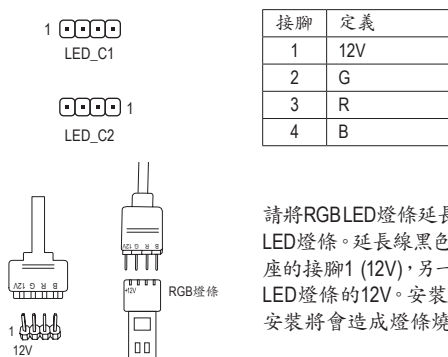 1
LED_C1
1
LED_C2
接腳 定義
1 12V
2 G
3 R
4 B
12V G R B
12V G R B
+12V
RGB燈條
1
12V
請將RGB LED燈條延長
LED燈條。延長線黑色
座的接腳1 (12V),另一
LED燈條的12V。安裝
安裝將會造成燈條燒